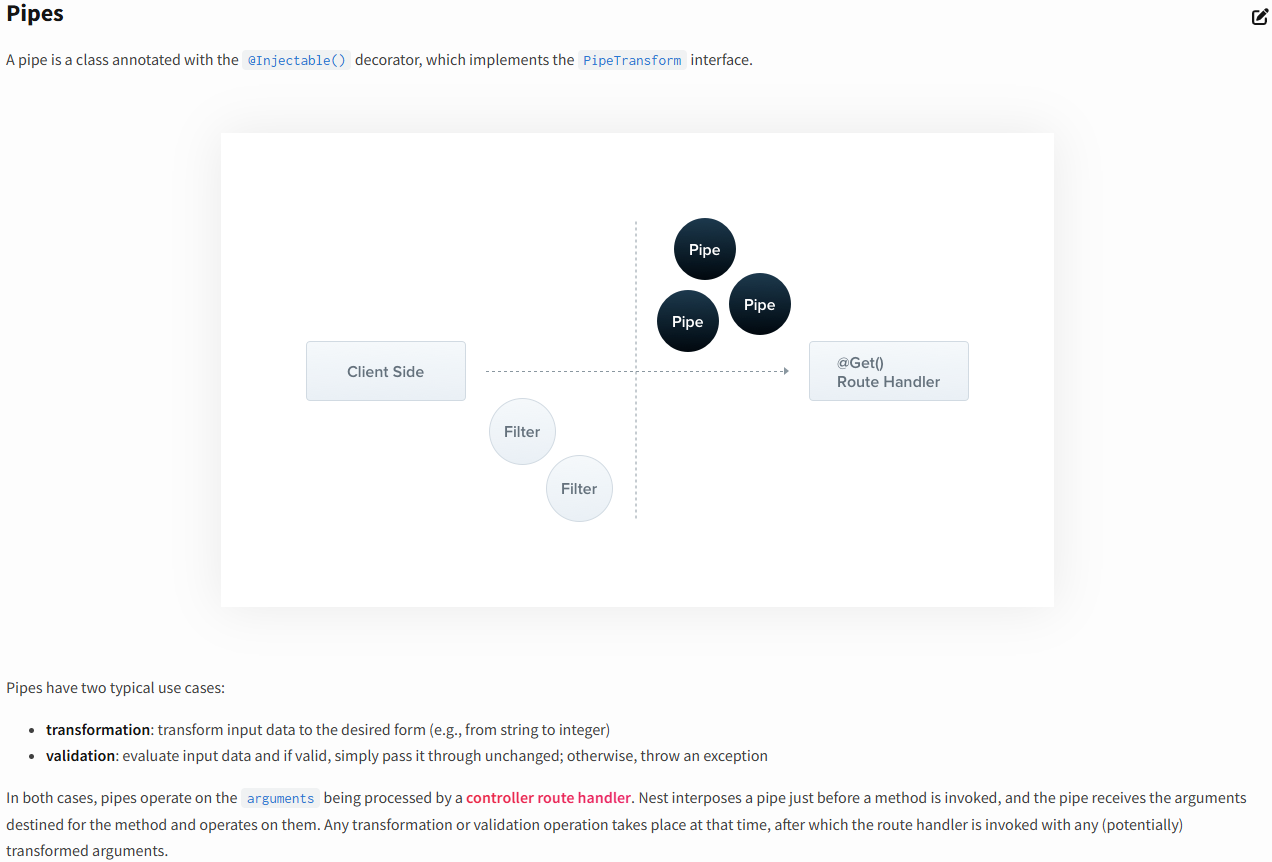 Pipes
A pipe is a class annotated with the @Injectable() decorator, which implements the PipeTransform interface.
Pipe
Pipe
Pipe
Client Side
@Get()
Route Handler
Filter
Filter
Pipes have two typical use cases:
• transformation: transform input data to the desired form (e.g., from string to integer)
• validation: evaluate input data and if valid, simply pass it through unchanged; otherwise, throw an exception
In both cases, pipes operate on the arguments being processed by a controller route handler. Nest interposes a pipe just before a method is invoked, and the pipe receives the arguments
destined for the method and operates on them. Any transformation or validation operation takes place at that time, after which the route handler is invoked with any (potentially)
transformed arguments.